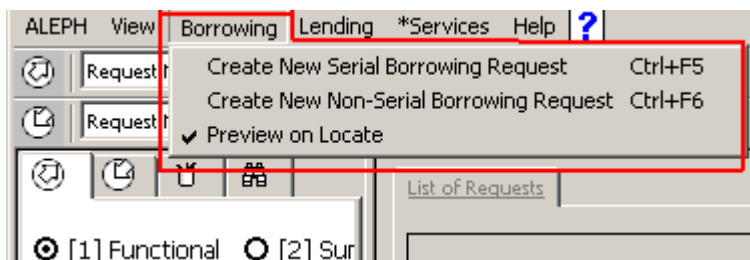 ALEPH View Borrowing Lending *Services Help ?
Request Create New Serial Borrowing Request Ctrl+F5
Request Create New Non-Serial Borrowing Request Ctrl+F6
Preview on Locate
List of Requests
[1] Functional [2] Sur